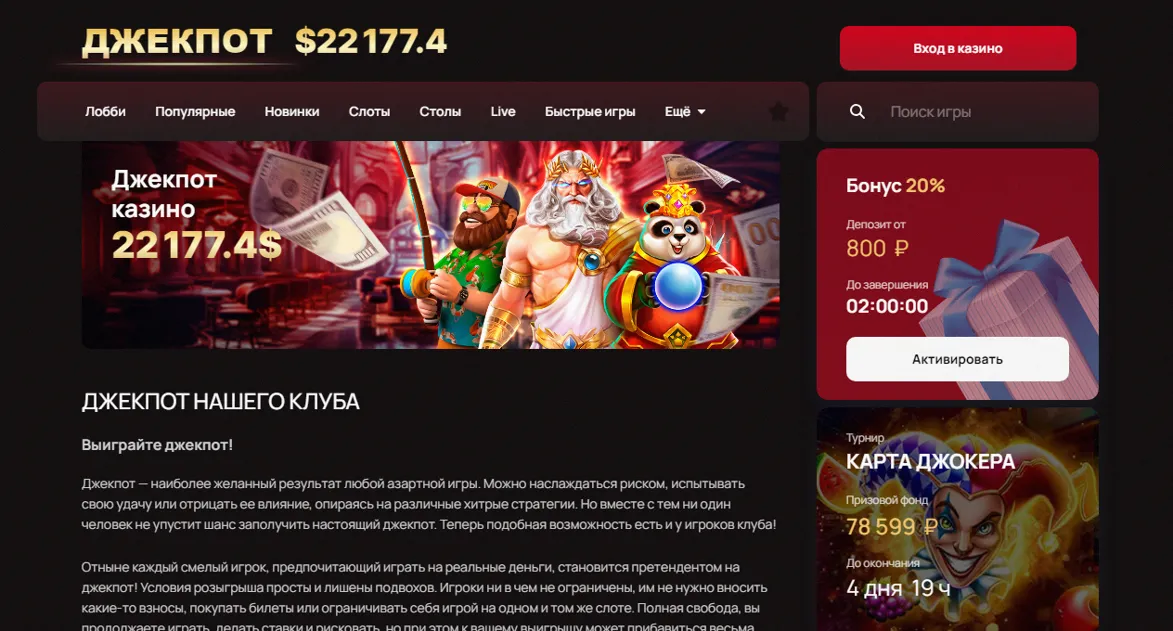 ДЖЕКПОТ $22 177.4
Вход в казино
Лобби Популярные Новинки Слоты Столы Live Быстрые игры Ещё
Поиск игры
Джекпот
казино
22 177.4$
Бонус 20%
Депозит от
800 ₽
До завершения
02:00:00
Активировать
ДЖЕКПОТ НАШЕГО КЛУБА
Выиграйте джекпот!
Джекпот — наиболее желанный результат любой азартной игры. Можно наслаждаться риском, испытывать
свою удачу или отрицать ее влияние, опираясь на различные хитрые стратегии. Но вместе с тем ни один
человек не упустит шанс заполучить настоящий джекпот. Теперь подобная возможность есть и у игроков клуба!
Отныне каждый смелый игрок, предпочитающий играть на реальные деньги, становится претендентом на
джекпот! Условия розыгрыша просты и лишены подвохов. Игроки ни в чем не ограничены, им не нужно вносить
какие-то взносы, покупать билеты или ограничивать себя игрой на одном и том же слоте. Полная свобода, вы
продолжаете играть, делать ставки и рисковать, но при этом к вашему выигрышу может прибавиться весьма
Турнир
КАРТА ДЖОКЕРА
Призовой фонд
78 599 ₽
До окончания
4 дня 19 ч